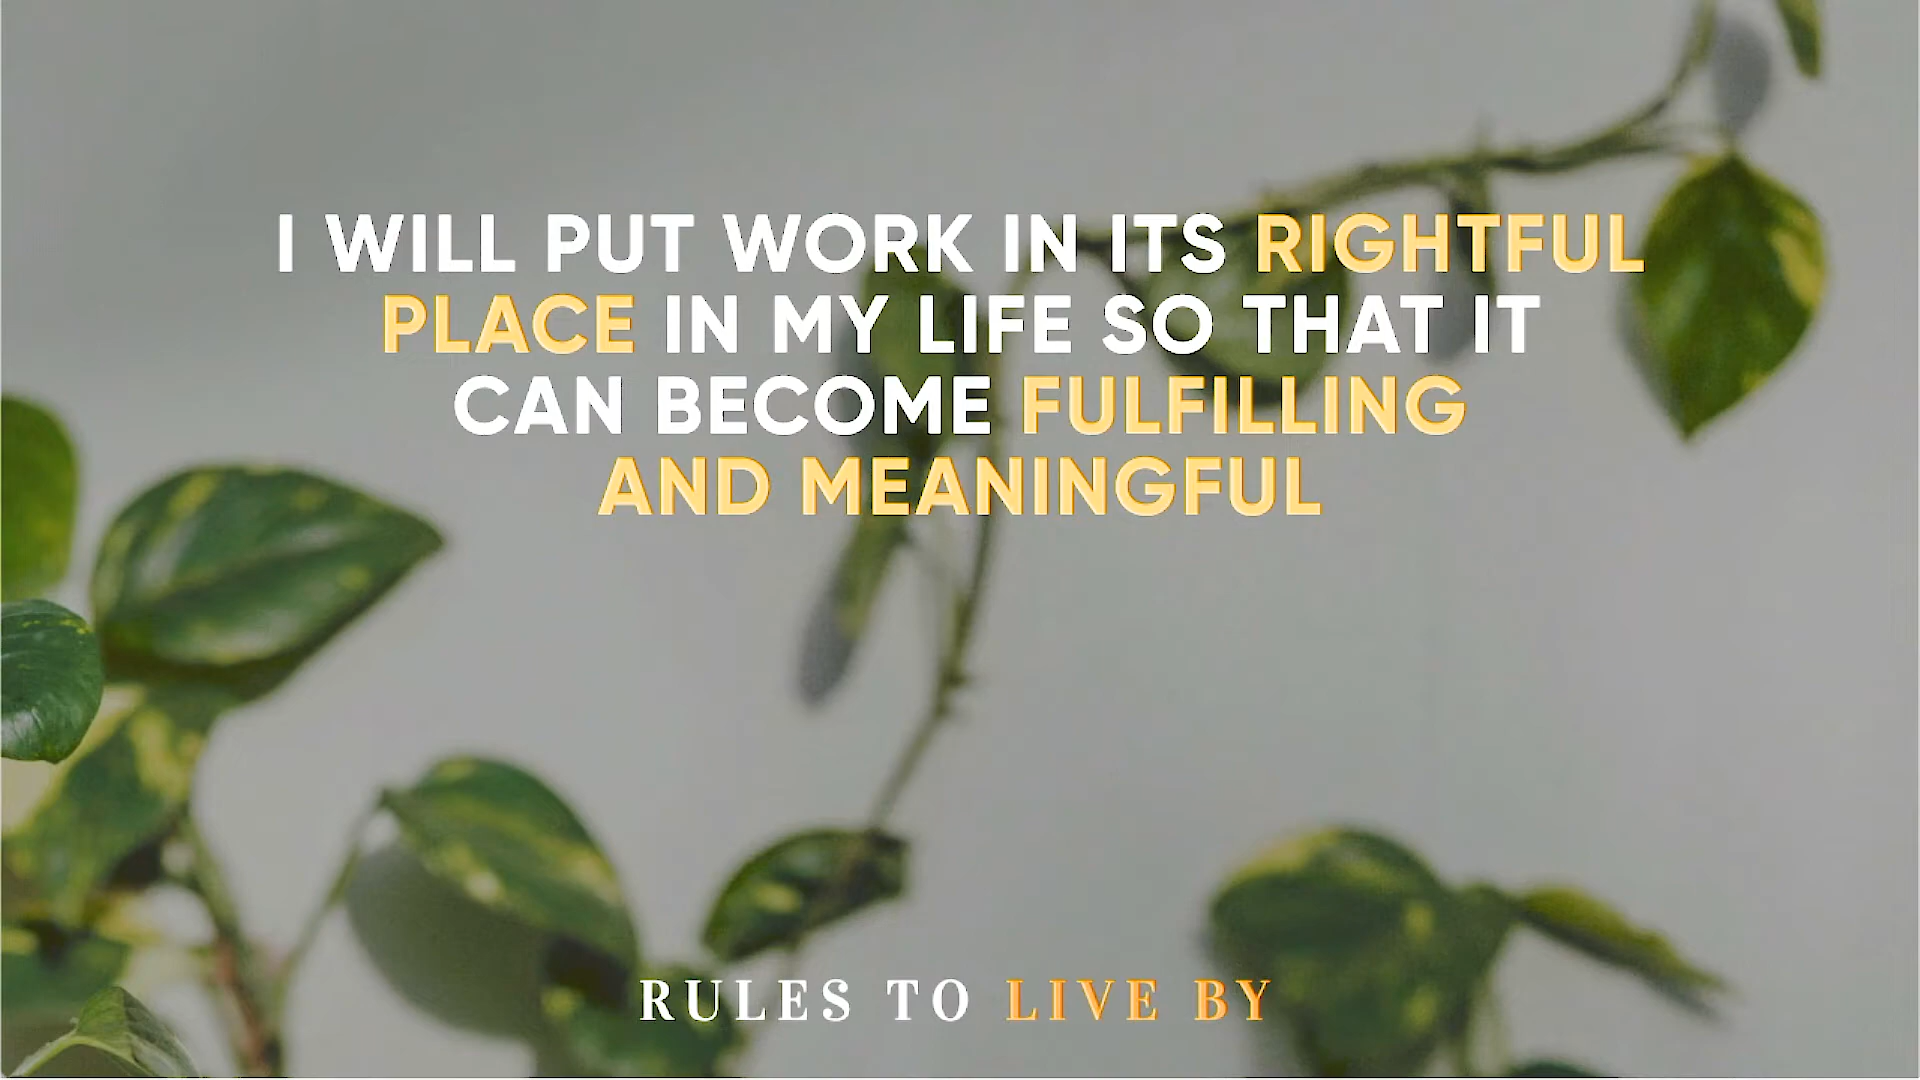 I WILL PUT WORK IN ITS RIGHTFUL
PLACE IN MY LIFE SO THAT IT
CAN BECOME FULFILLING
AND MEANINGFUL
RULES TO LIVE BY